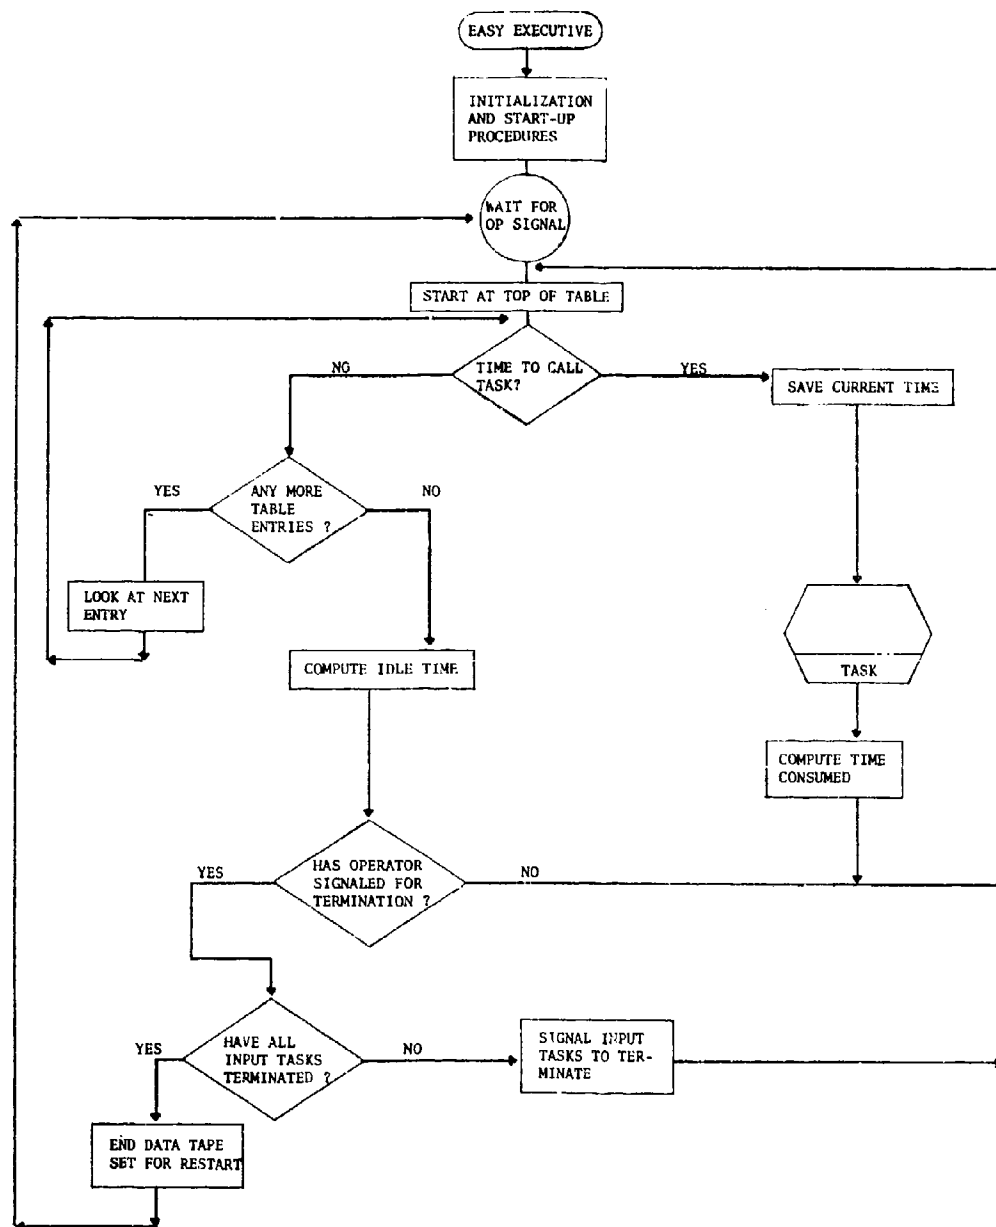 EASY EXECUTIVE
INITIALIZATION
AND START-UP
PROCEDURES
WAIT FOR
OP SIGNAL
START AT TOP OF TABLE
TIME TO CALL
TASK?
NO
YES
SAVE CURRENT TIME
ANY MORE
TABLE
ENTRIES ?
YES
NO
LOOK AT NEXT
ENTRY
COMPUTE IDLE TIME
TASK
COMPUTE TIME
CONSUMED
HAS OPERATOR
SIGNALED FOR
TERMINATION ?
YES
NO
HAVE ALL
INPUT TASKS
TERMINATED ?
YES
NO
SIGNAL INPUT
TASKS TO TER-
MINATE
END DATA TAPE
SET FOR RESTART